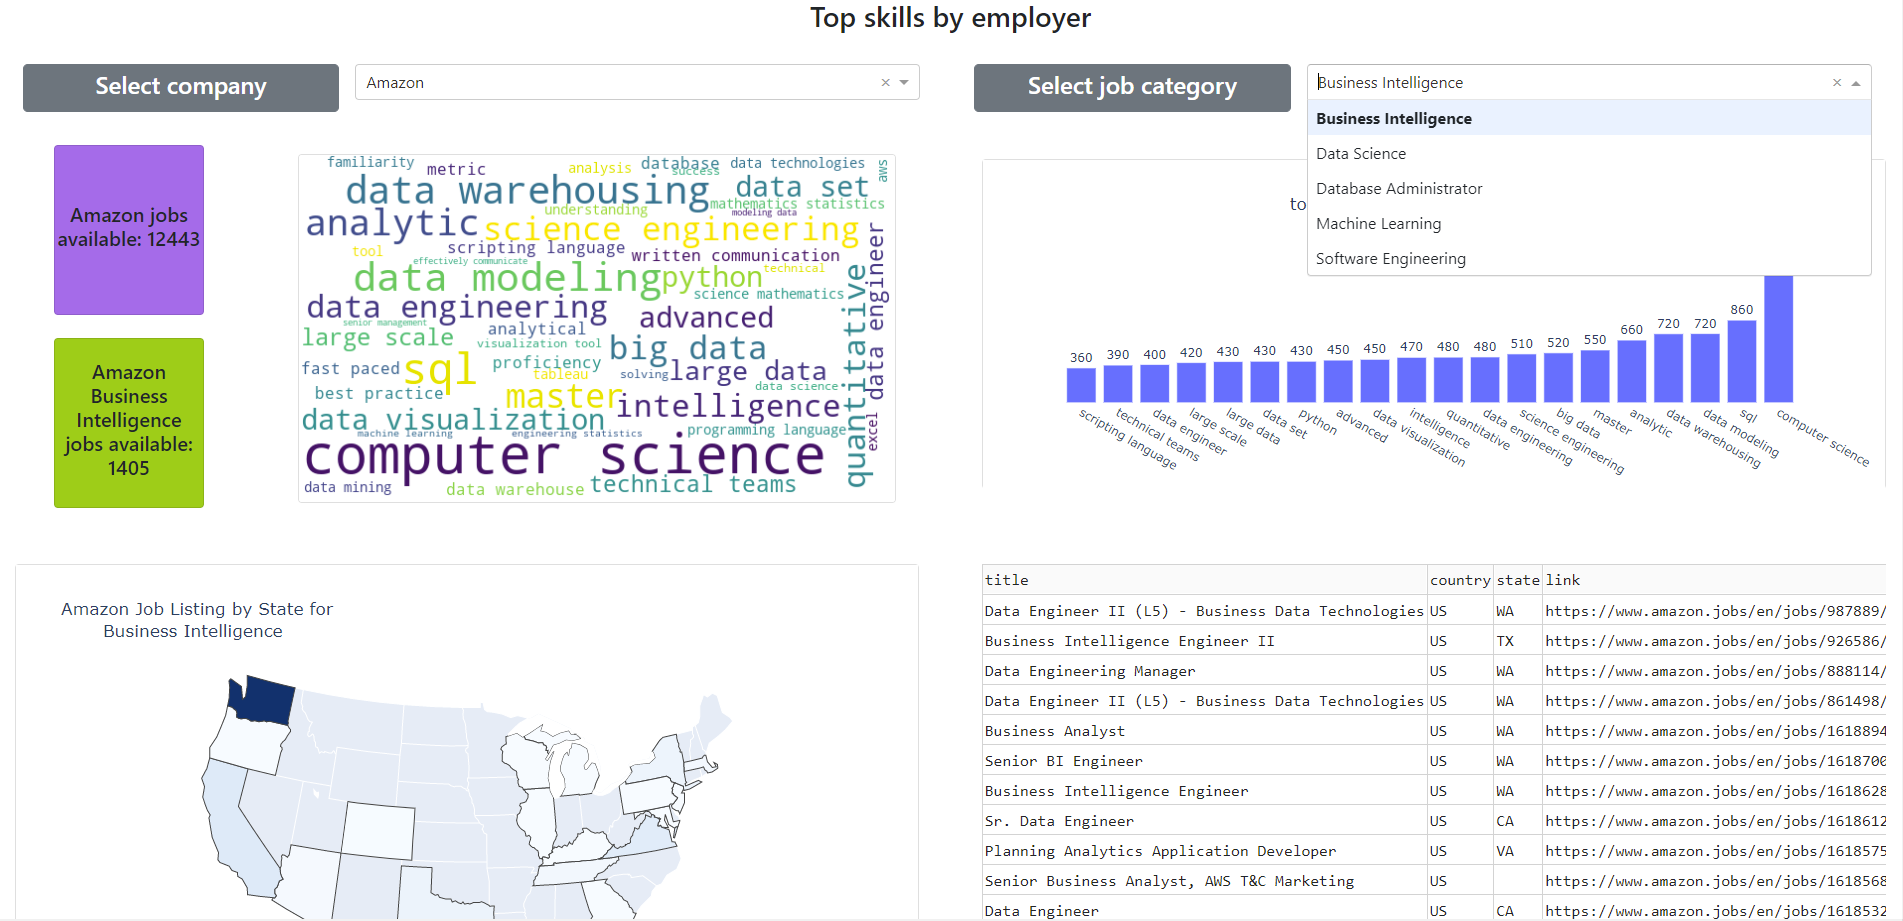 Top skills by employer
Select company
Amazon
Select job category
Business Intelligence
Business Intelligence
Data Science
Database Administrator
Machine Learning
Software Engineering
Amazon jobs
available: 12443
Amazon
Business
Intelligence
jobs available:
1405
familiarity
metric
analysis
database
success
data technologies
aws
data warehousing
data set
understanding
mathematics statistics
modeling data
analytic
science engineering
tool
scripting language
written communication
effectively communicate
technical
data modeling
python
science mathematics
quantitative
data engineer
data engineering
advanced
senior management
large scale
analytical
visualization tool
big data
fast paced
sql
proficiency
tableau
solving
large data
data science
best practice
master
intelligence
data visualization
machine learning
engineering statistics
programming language
excel
computer science
data mining
data warehouse
technical teams
to
360 390 400 420 430 430 430 450 450 470 480 480 510 520 550 660 720 720 860
scripting language
technical teams
data engineer
large scale
large data
data set
python
advanced
data visualization
intelligence
quantitative
data engineering
science engineering
big data
master
analytic
data warehousing
data modeling
sql
computer science
Amazon Job Listing by State for
Business Intelligence
title country state link
Data Engineer II (L5) - Business Data Technologies US WA https://www.amazon.jobs/en/jobs/987889/
Business Intelligence Engineer II US TX https://www.amazon.jobs/en/jobs/926586/
Data Engineering Manager US WA https://www.amazon.jobs/en/jobs/888114/
Data Engineer II (L5) - Business Data Technologies US WA https://www.amazon.jobs/en/jobs/861498/
Business Analyst US WA https://www.amazon.jobs/en/jobs/1618894
Senior BI Engineer US WA https://www.amazon.jobs/en/jobs/1618700
Business Intelligence Engineer US WA https://www.amazon.jobs/en/jobs/1618628
Sr. Data Engineer US CA https://www.amazon.jobs/en/jobs/1618612
Planning Analytics Application Developer US VA https://www.amazon.jobs/en/jobs/1618575
Senior Business Analyst, AWS T&C Marketing US https://www.amazon.jobs/en/jobs/1618568
Data Engineer US CA https://www.amazon.jobs/en/jobs/1618532